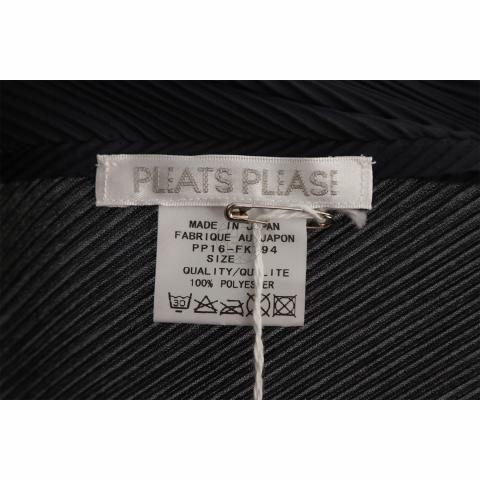 PLEATS PLEASE
MADE IN JAPAN
FABRIQUE AU JAPON
SIZE
QUALITY/QUALITE
100% POLYESTER
30